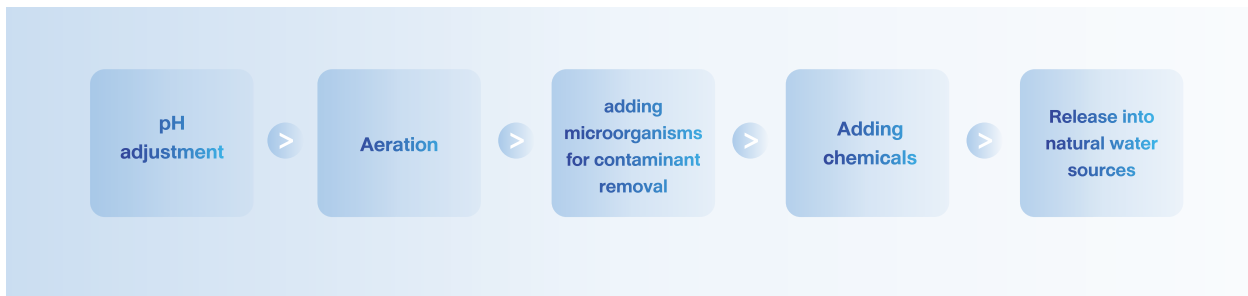 pH
adjustment
>
Aeration
>
adding
microorganisms
for contaminant
removal
>
Adding
chemicals
>
Release into
natural water
sources